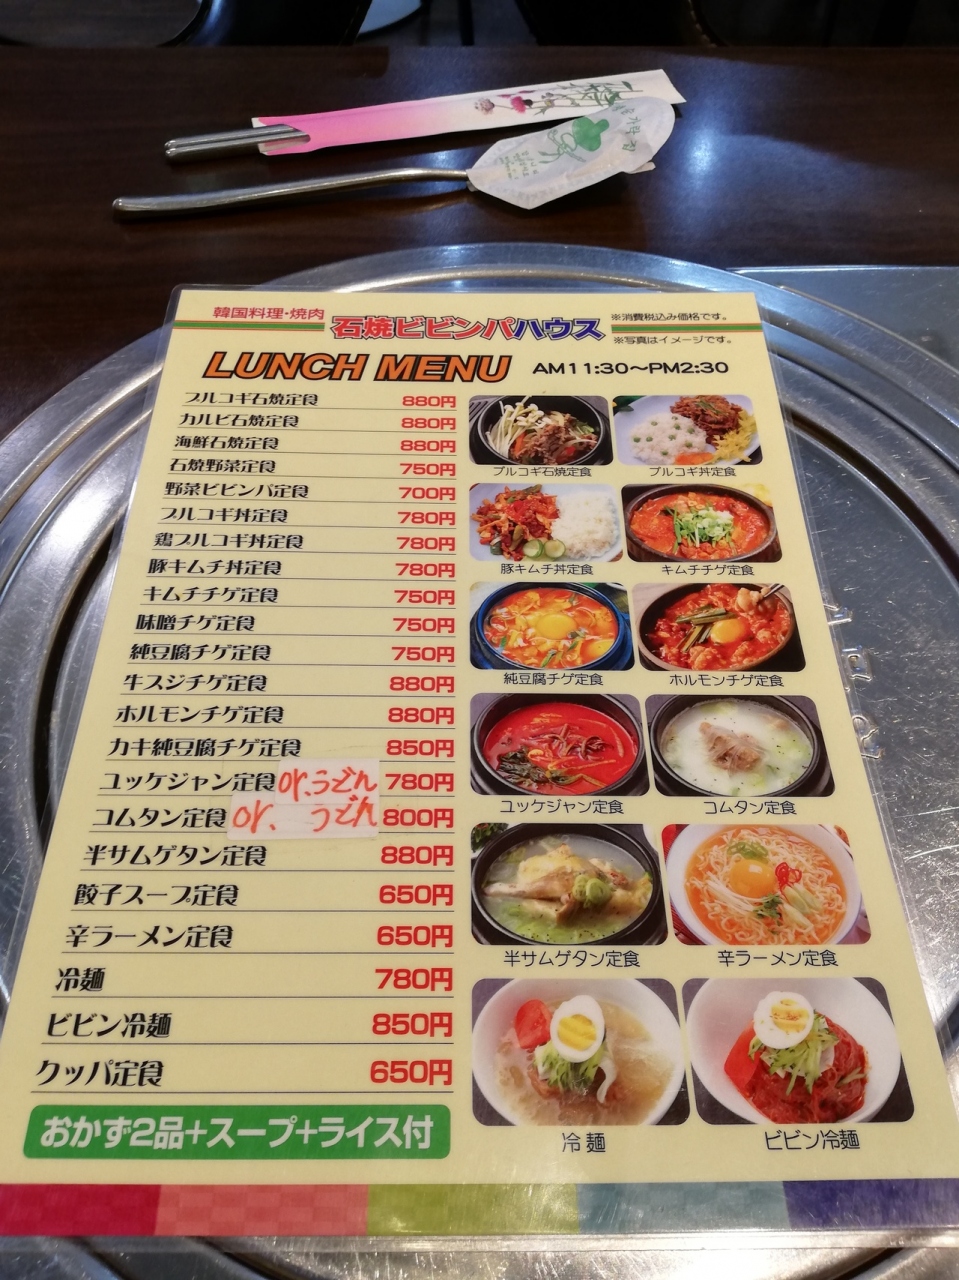 韓国料理・焼肉
石焼ビビンパハウス
※消費税込み価格です。
※写真はイメージです。
LUNCH MENU AM11:30〜PM2:30
プルコギ石焼定食 880円
カルビ石焼定食 880円
海鮮石焼定食 880円
石焼野菜定食 750円
野菜ビビンパ定食 700円
プルコギ丼定食 780円
鶏プルコギ丼定食 780円
豚キムチ丼定食 780円
キムチチゲ定食 750円
味噌チゲ定食 750円
純豆腐チゲ定食 750円
牛スジチゲ定食 880円
ホルモンチゲ定食 880円
カキ純豆腐チゲ定食 850円
ユッケジャン定食 or.うどん 780円
コムタン定食 or. うどん 800円
半サムゲタン定食 880円
餃子スープ定食 650円
辛ラーメン定食 650円
冷麺 780円
ビビン冷麺 850円
クッパ定食 650円
おかず2品+スープ+ライス付
プルコギ石焼定食
プルコギ丼定食
豚キムチ丼定食
キムチチゲ定食
純豆腐チゲ定食
ホルモンチゲ定食
ユッケジャン定食
コムタン定食
半サムゲタン定食
辛ラーメン定食
冷麺
ビビン冷麺